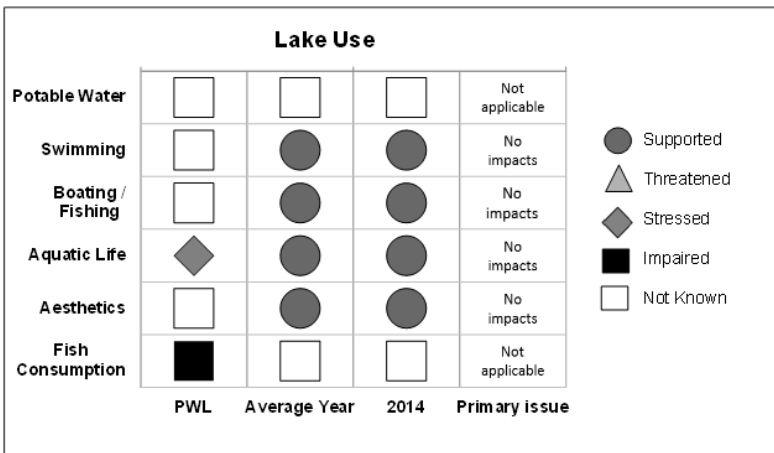 Lake Use
Potable Water
Not
applicable
Swimming
No
impacts
Boating /
Fishing
No
impacts
Aquatic Life
No
impacts
Aesthetics
No
impacts
Fish
Consumption
Not
applicable
PWL
Average Year
2014
Primary issue
Supported
Threatened
Stressed
Impaired
Not Known